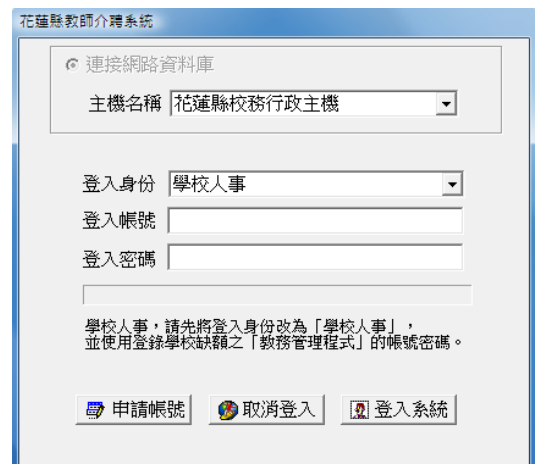 花蓮縣教師介聘系統
連接網路資料庫
主機名稱 花蓮縣校務行政主機
登入身份 學校人事
登入帳號
登入密碼
學校人事，請先將登入身份改為「學校人事」，
並使用登錄學校缺額之「教務管理程式」的帳號密碼。
申請帳號 取消登入 登入系統